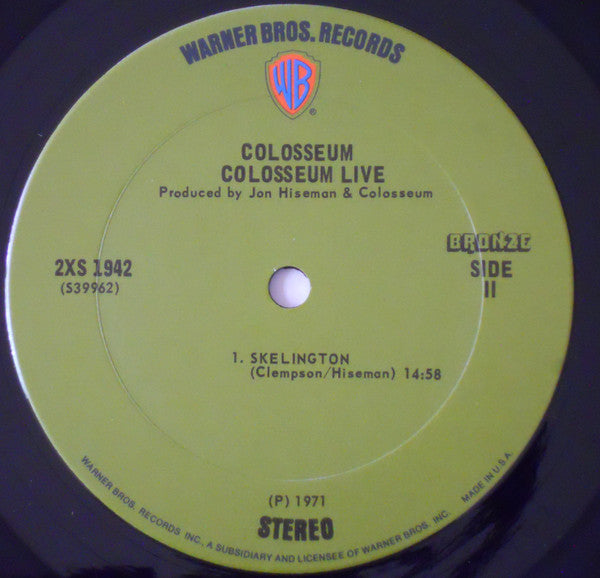 WARNER BROS. RECORDS
WB
®
COLOSSEUM
COLOSSEUM LIVE
Produced by Jon Hiseman & Colosseum
BRONZE
2XS 1942
SIDE
(S39962)
II
1. SKELINGTON
(Clempson/Hiseman) 14:58
(P) 1971
STEREO
WARNER BROS. RECORDS INC. A SUBSIDIARY AND LICENSEE OF WARNER BROS. INC. MADE IN U.S.A